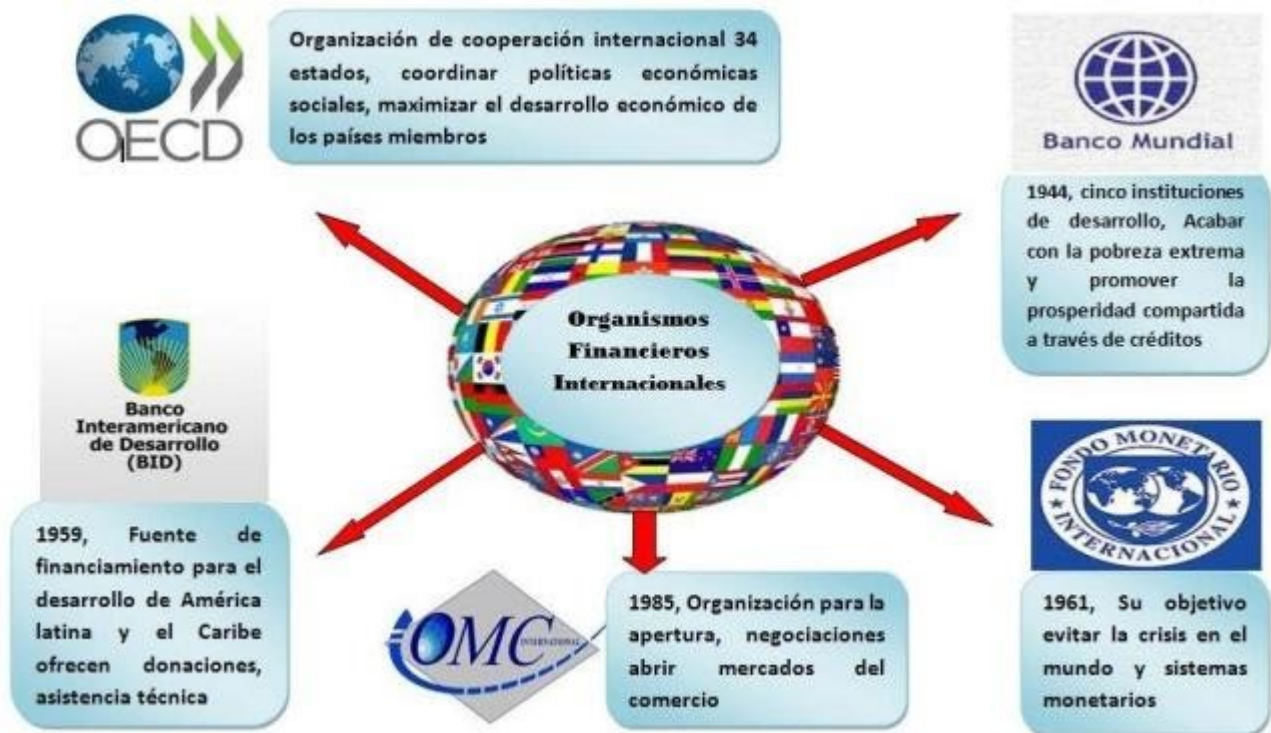 OECD
Organización de cooperación internacional 34
estados, coordinar políticas económicas
sociales, maximizar el desarrollo económico de
los países miembros
Banco Mundial
1944, cinco instituciones
de desarrollo, Acabar
con la pobreza extrema
y promover la
prosperidad compartida
a través de créditos
Organismos
Financieros
Internacionales
Banco
Interamericano
de Desarrollo
(BID)
1959, Fuente de
financiamiento para el
desarrollo de América
latina y el Caribe
ofrecen donaciones,
asistencia técnica
OMC
INTERNATIONAL
1985, Organización para la
apertura, negociaciones
abrir mercados del
comercio
FONDO MONETARIO
INTERNACIONAL
1961, Su objetivo
evitar la crisis en el
mundo y sistemas
monetarios